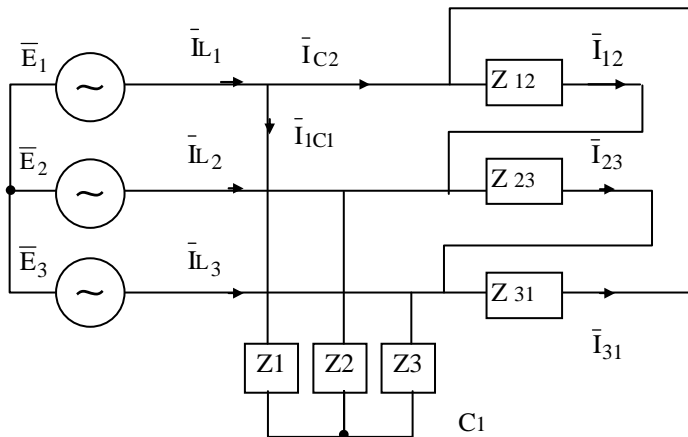 E̅1 ~ I̅L1 I̅C2 Z 12 I̅12
I̅1C1
E̅2 ~ I̅L2 Z 23 I̅23
E̅3 ~ I̅L3 Z 31 I̅31
Z1 Z2 Z3
C1